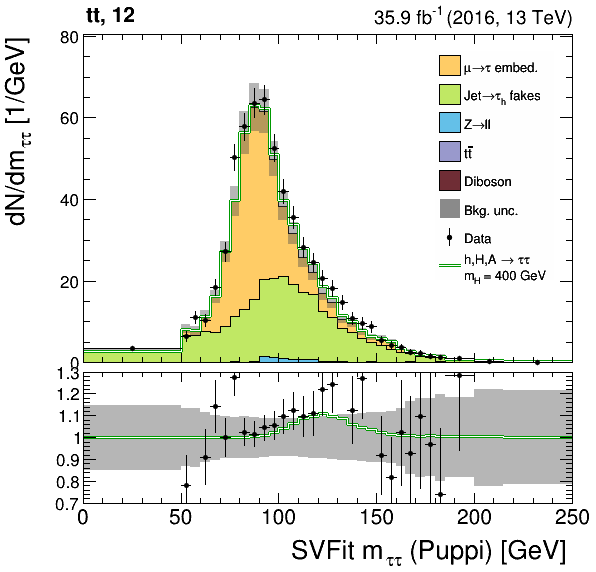 tt, 12
35.9 fb⁻¹ (2016, 13 TeV)
dN/dmττ [1/GeV]
80
60
40
20
0
μ→τ embed.
Jet→τh fakes
Z→ll
tt̅
Diboson
Bkg. unc.
Data
h,H,A → ττ
mH = 400 GeV
1.3
1.2
1.1
1
0.9
0.8
0.7
0 50 100 150 200 250
SVFit mττ (Puppi) [GeV]